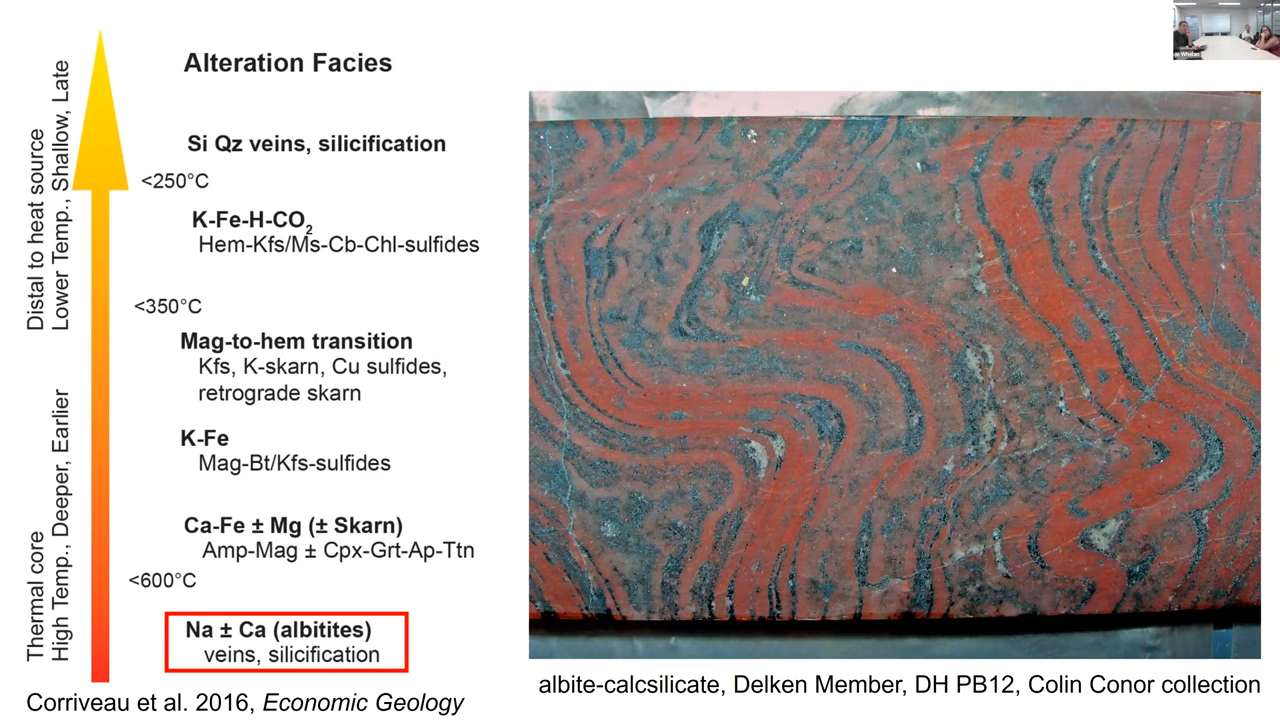 Alteration Facies
Si Qz veins, silicification
<250°C
K-Fe-H-CO₂
Hem-Kfs/Ms-Cb-Chl-sulfides
<350°C
Mag-to-hem transition
Kfs, K-skarn, Cu sulfides,
retrograde skarn
K-Fe
Mag-Bt/Kfs-sulfides
Ca-Fe ± Mg (± Skarn)
Amp-Mag ± Cpx-Grt-Ap-Ttn
<600°C
Na ± Ca (albitites)
veins, silicification
Distal to heat source
Lower Temp., Shallow, Late
Thermal core
High Temp., Deeper, Earlier
Corriveau et al. 2016, Economic Geology
albite-calcsilicate, Delken Member, DH PB12, Colin Conor collection
Whelan